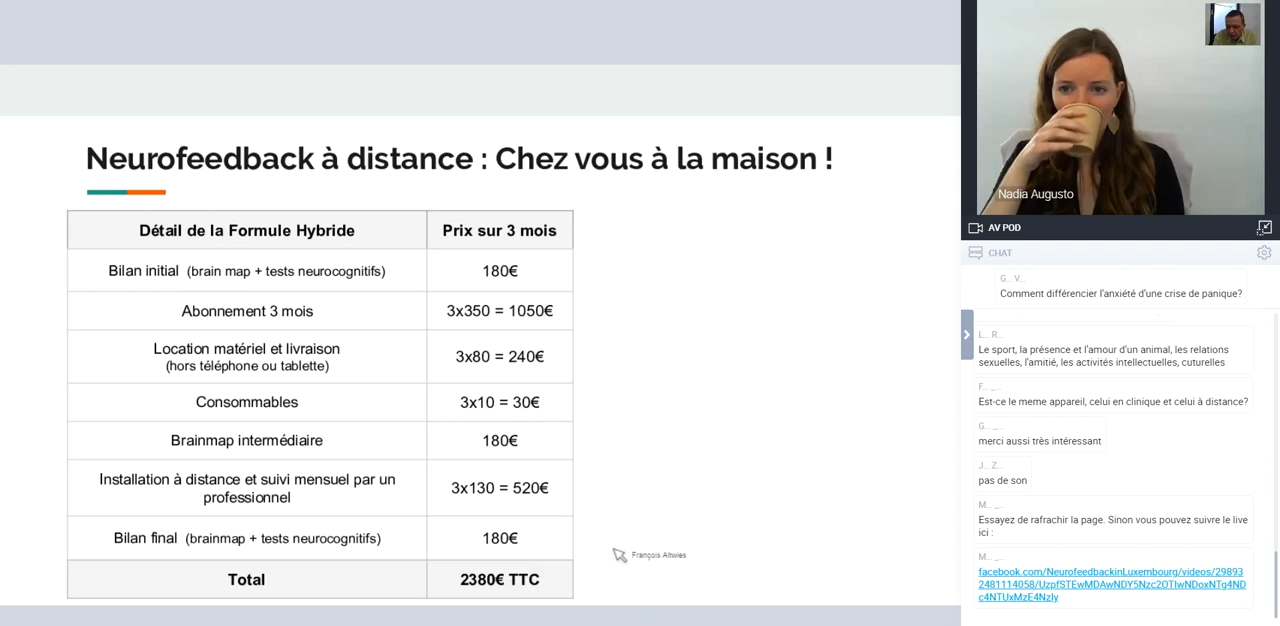 Neurofeedback à distance : Chez vous à la maison !
Détail de la Formule Hybride
Prix sur 3 mois
Bilan initial (brain map + tests neurocognitifs)
180€
Abonnement 3 mois
3x350 = 1050€
Location matériel et livraison
(hors téléphone ou tablette)
3x80 = 240€
Consommables
3x10 = 30€
Brainmap intermédiaire
180€
Installation à distance et suivi mensuel par un
professionnel
3x130 = 520€
Bilan final (brainmap + tests neurocognitifs)
180€
Total
2380€ TTC
François Altwies
Nadia Augusto
AV POD
CHAT
G... V...
Comment différencier l'anxiété d'une crise de panique?
L... R...
Le sport, la présence et l'amour d'un animal, les relations
sexuelles, l'amitié, les activités intellectuelles, cuturelles
F... _...
Est-ce le meme appareil, celui en clinique et celui à distance?
G... _...
merci aussi très intéressant
J... Z...
pas de son
M... _...
Essayez de rafrachir la page. Sinon vous pouvez suivre le live
ici :
M... _...
facebook.com/NeurofeedbackinLuxembourg/videos/29893
2481114058/UzpfSTEwMDAwNDY5Nzc2OTIwNDoxNTg4ND
c4NTUxMzE4NzIy